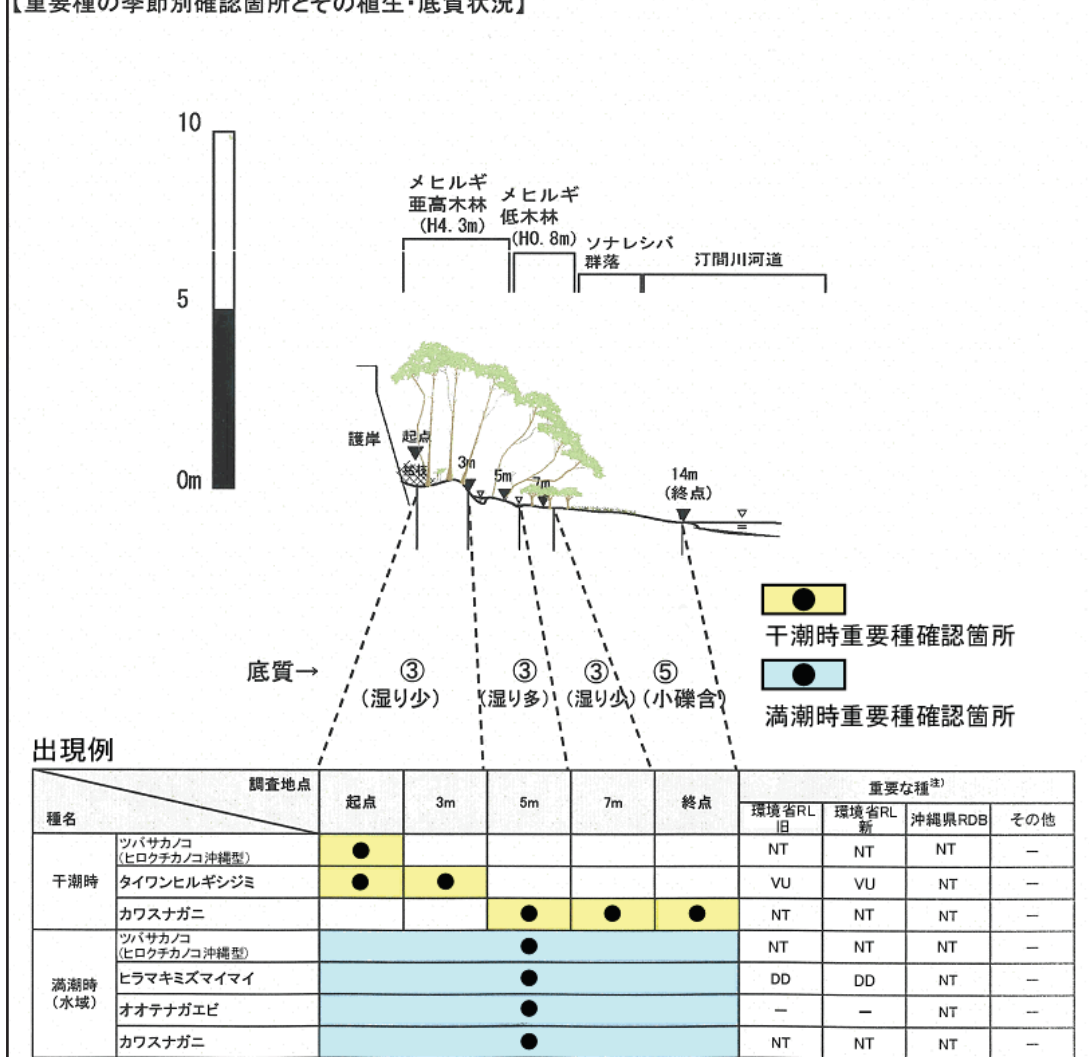 【重要種の季節別確認箇所とその植生・底質状況】
10
5
0m
メヒルギ
亜高木林
(H4.3m)
メヒルギ
低木林
(H0.8m)
ソナレシバ
群落
汀間川河道
護岸
起点
3m
5m
7m
14m
(終点)
干潮時重要種確認箇所
満潮時重要種確認箇所
底質→
③
(湿り少)
③
(湿り多)
③
(湿り少)
⑤
(小礫含)
出現例
調査地点
種名
起点
3m
5m
7m
終点
重要な種注)
環境省RL
旧
環境省RL
新
沖縄県RDB
その他
干潮時
ツバサカノコ
(ヒロクチカノコ沖縄型)
● NT NT NT ―
タイワンヒルギシジミ ● ● VU VU NT ―
カワスナガニ ● ● ● NT NT NT ―
満潮時
(水域)
ツバサカノコ
(ヒロクチカノコ沖縄型)
● NT NT NT ―
ヒラマキミズマイマイ ● DD DD NT ―
オオテナガエビ ● ― ― NT ―
カワスナガニ ● NT NT NT ―